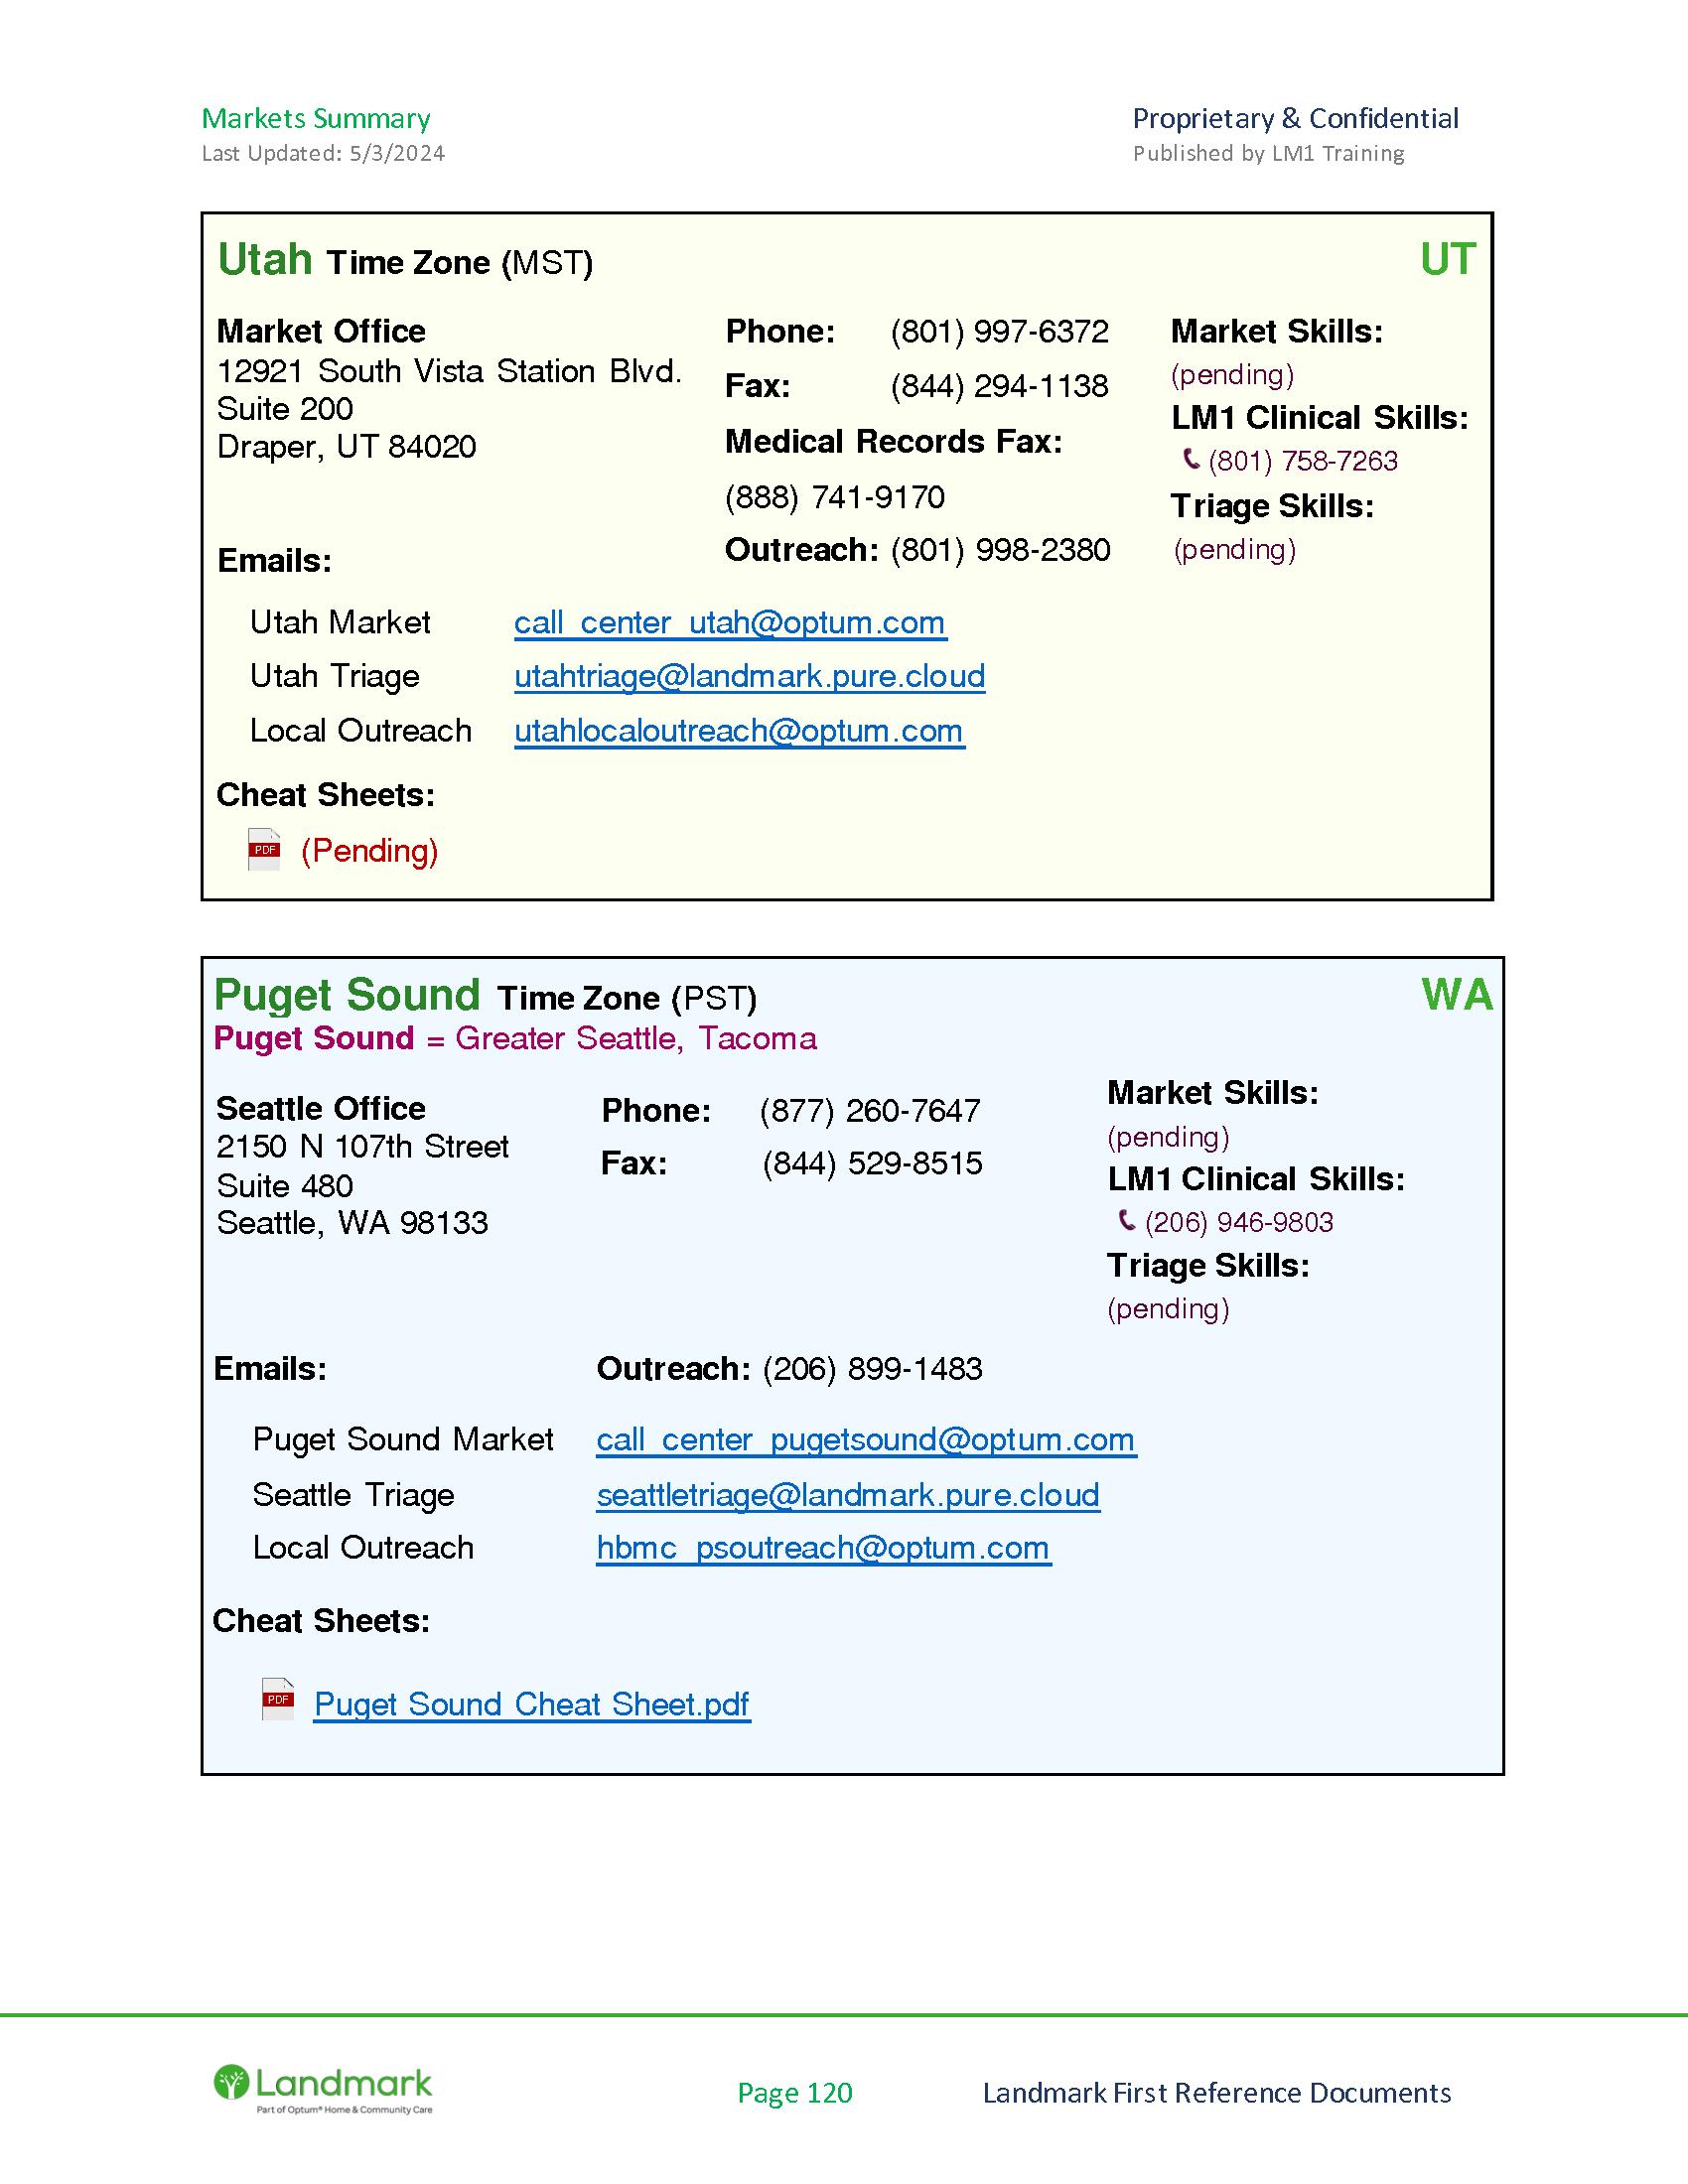 Markets Summary
Proprietary & Confidential
Last Updated: 5/3/2024
Published by LM1 Training
Utah Time Zone (MST)
UT
Market Office
12921 South Vista Station Blvd.
Suite 200
Draper, UT 84020
Phone: (801) 997-6372
Fax: (844) 294-1138
Medical Records Fax:
(888) 741-9170
Outreach: (801) 998-2380
Market Skills:
(pending)
LM1 Clinical Skills:
(801) 758-7263
Triage Skills:
(pending)
Emails:
Utah Market call_center_utah@optum.com
Utah Triage utahtriage@landmark.pure.cloud
Local Outreach utahlocaloutreach@optum.com
Cheat Sheets:
PDF (Pending)
Puget Sound Time Zone (PST)
WA
Puget Sound = Greater Seattle, Tacoma
Seattle Office
2150 N 107th Street
Suite 480
Seattle, WA 98133
Phone: (877) 260-7647
Fax: (844) 529-8515
Market Skills:
(pending)
LM1 Clinical Skills:
(206) 946-9803
Triage Skills:
(pending)
Emails:
Outreach: (206) 899-1483
Puget Sound Market call_center_pugetsound@optum.com
Seattle Triage seattletriage@landmark.pure.cloud
Local Outreach hbmc_psoutreach@optum.com
Cheat Sheets:
PDF Puget Sound Cheat Sheet.pdf
Landmark
Part of Optum® Home & Community Care
Page 120
Landmark First Reference Documents